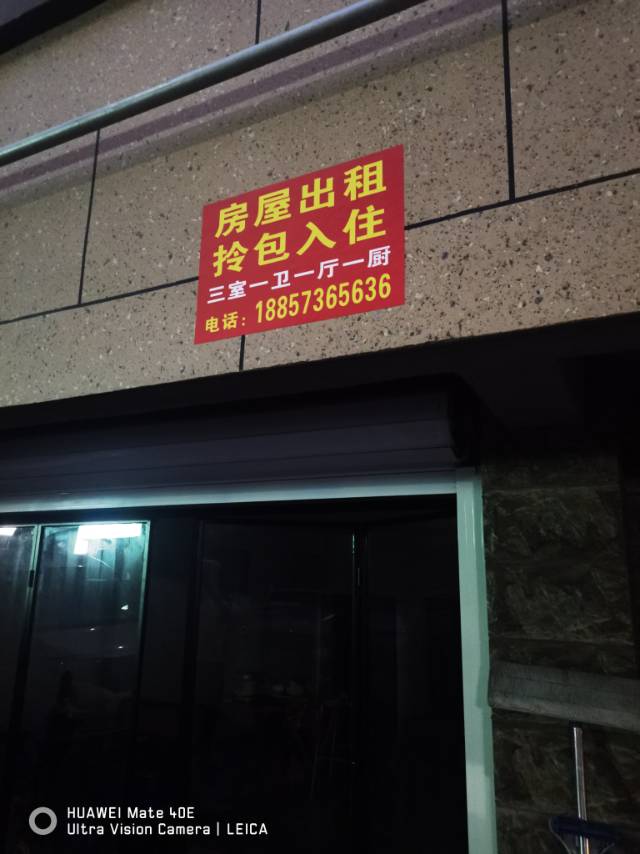 房屋出租
拎包入住
三室一卫一厅一厨
电话：18857365636
HUAWEI Mate 40E
Ultra Vision Camera | LEICA